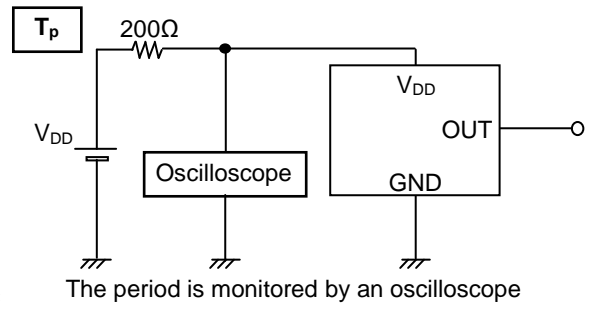 Tp
200Ω
VDD
Oscilloscope
VDD
OUT
GND
The period is monitored by an oscilloscope